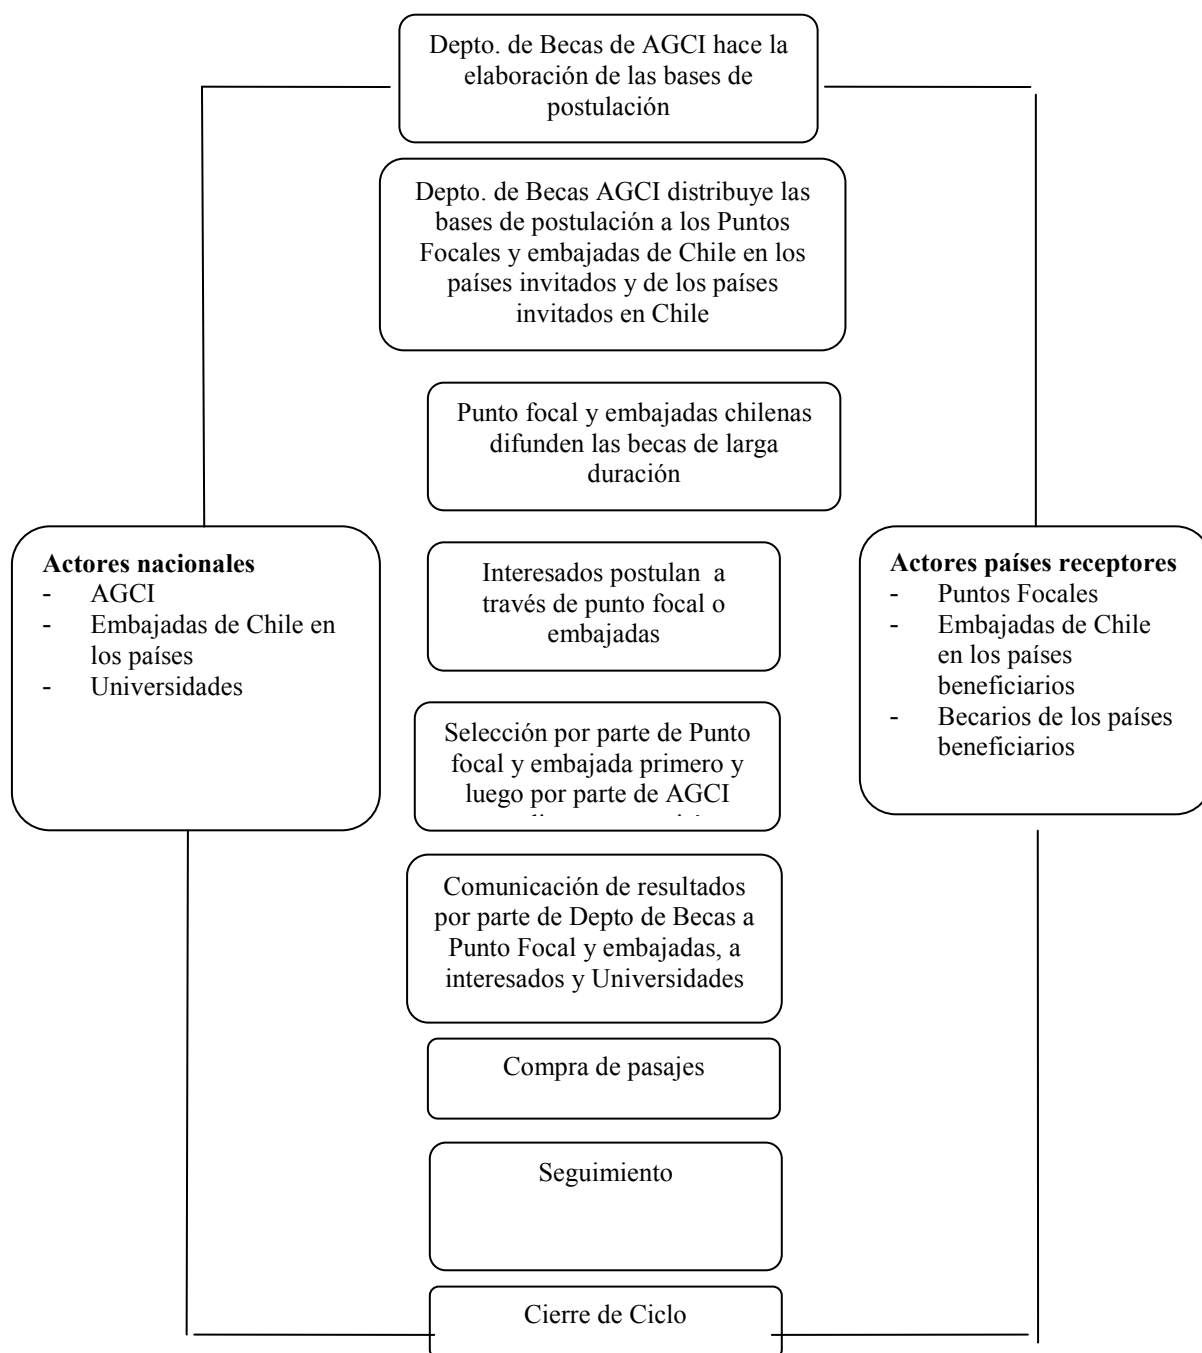 Depto. de Becas de AGCI hace la
elaboración de las bases de
postulación
Depto. de Becas AGCI distribuye las
bases de postulación a los Puntos
Focales y embajadas de Chile en los
países invitados y de los países
invitados en Chile
Punto focal y embajadas chilenas
difunden las becas de larga
duración
Actores nacionales
- AGCI
- Embajadas de Chile en
los países
- Universidades
Interesados postulan a
través de punto focal o
embajadas
Actores países receptores
- Puntos Focales
- Embajadas de Chile
en los países
beneficiarios
- Becarios de los países
beneficiarios
Selección por parte de Punto
focal y embajada primero y
luego por parte de AGCI
Comunicación de resultados
por parte de Depto de Becas a
Punto Focal y embajadas, a
interesados y Universidades
Compra de pasajes
Seguimiento
Cierre de Ciclo